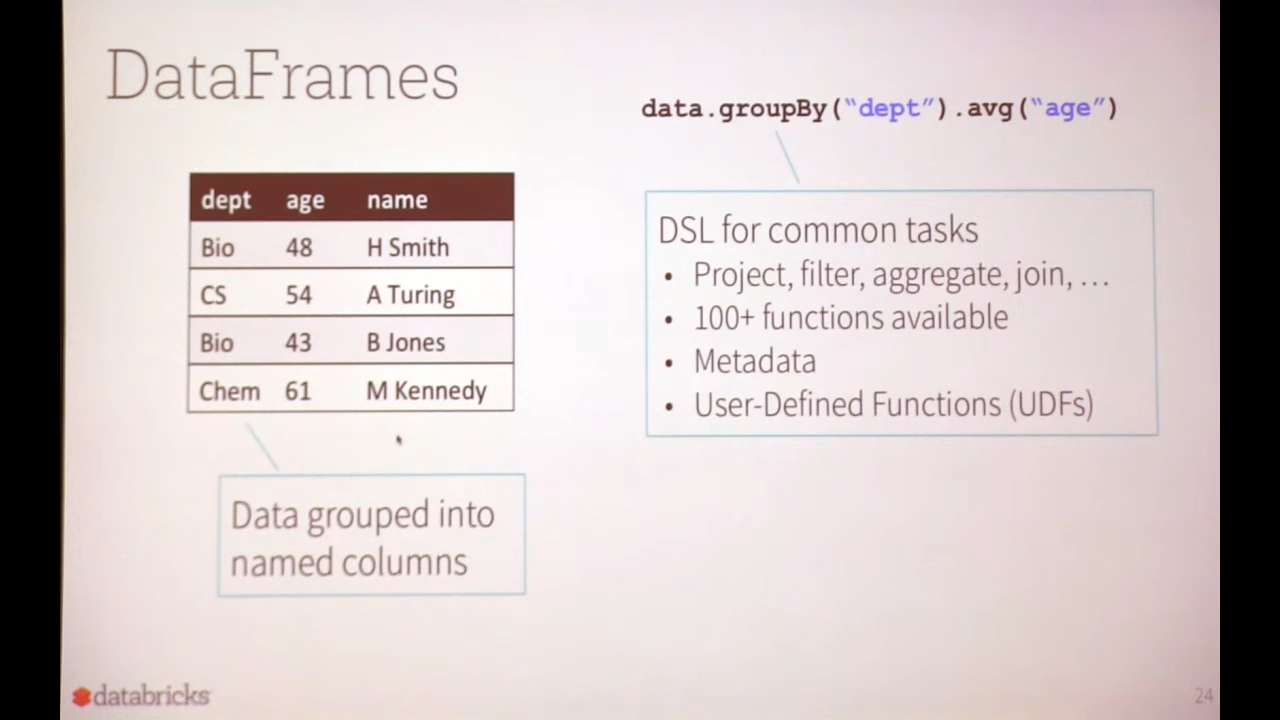 DataFrames
data.groupBy(“dept”).avg(“age”)
dept age name
Bio 48 H Smith
CS 54 A Turing
Bio 43 B Jones
Chem 61 M Kennedy
Data grouped into
named columns
DSL for common tasks
• Project, filter, aggregate, join, …
• 100+ functions available
• Metadata
• User-Defined Functions (UDFs)
databricks
24